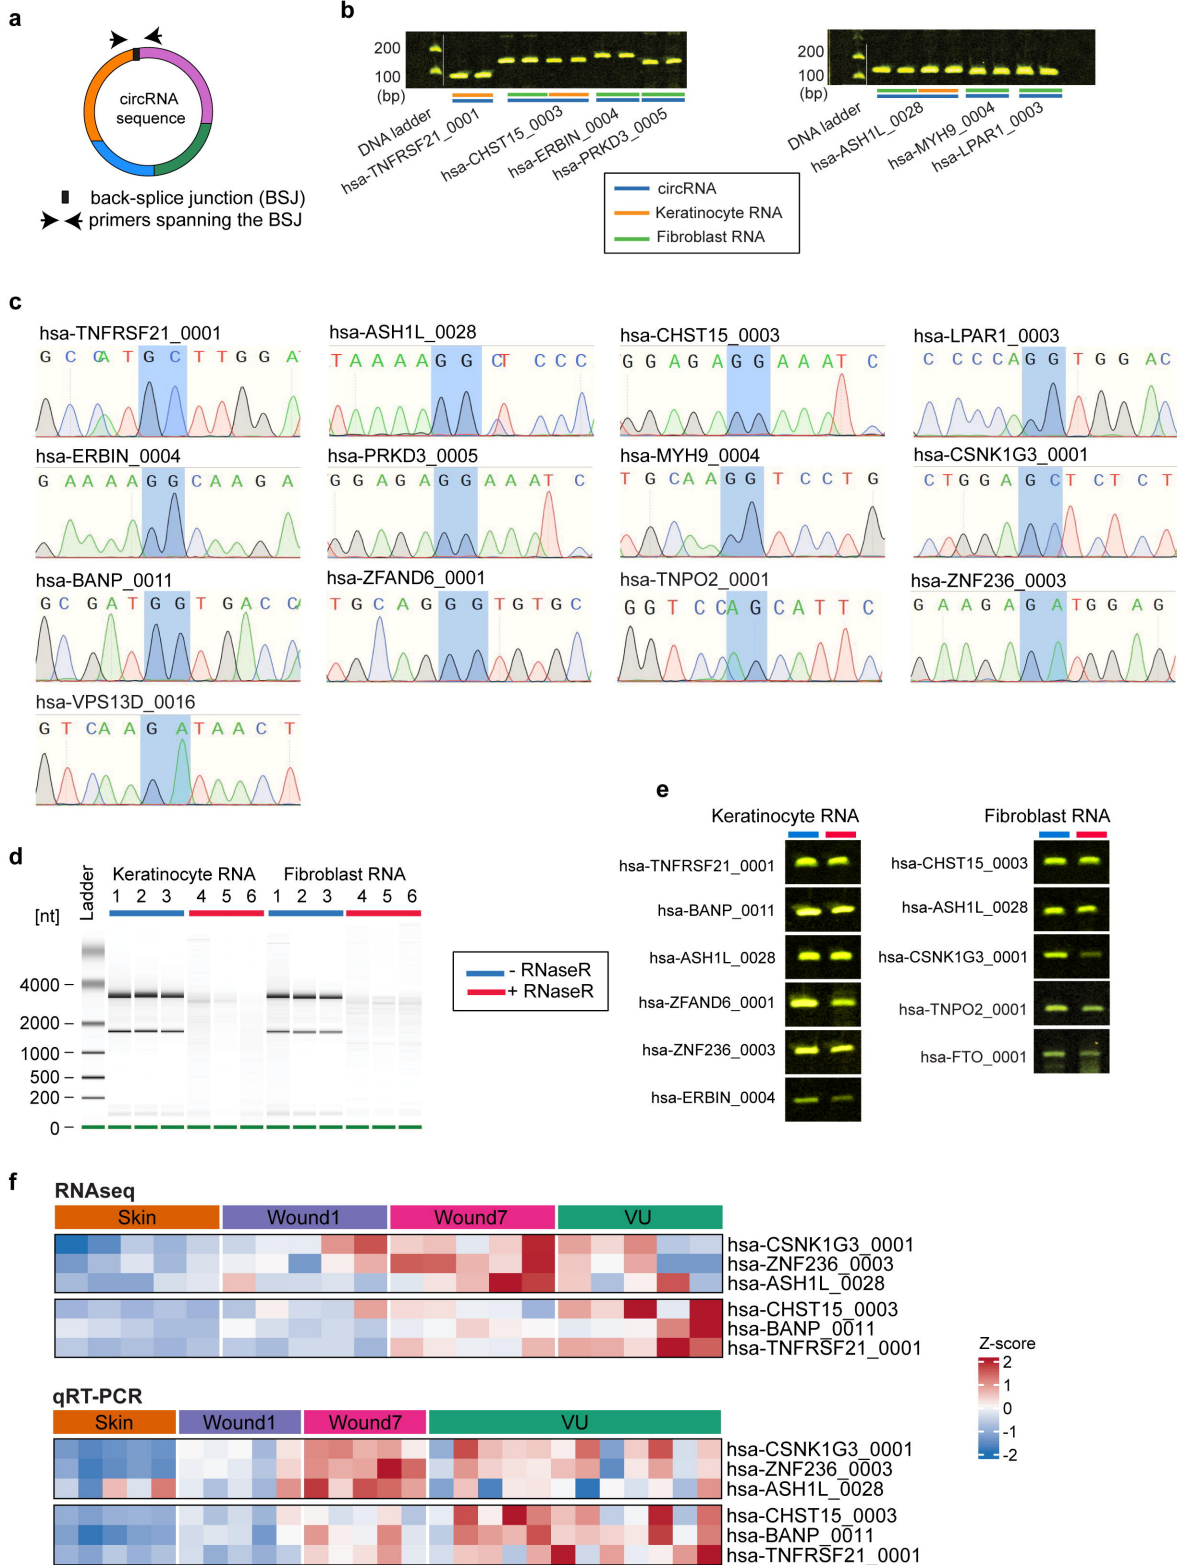 a
circRNA
sequence
back-splice junction (BSJ)
primers spanning the BSJ
b
200
100
(bp)
DNA ladder
hsa-TNFRSF21_0001
hsa-CHST15_0003
hsa-ERBIN_0004
hsa-PRKD3_0005
200
100
(bp)
DNA ladder
hsa-ASH1L_0028
hsa-MYH9_0004
hsa-LPAR1_0003
circRNA
Keratinocyte RNA
Fibroblast RNA
c
hsa-TNFRSF21_0001
G C C A T G C T T G G A
hsa-ASH1L_0028
T A A A A G G C T C C C
hsa-CHST15_0003
G G A G A G G A A A T C
hsa-LPAR1_0003
C C C C A G G T G G A C
hsa-ERBIN_0004
G A A A A G G C A A G A
hsa-PRKD3_0005
G G A G A G G A A A T C
hsa-MYH9_0004
T G C A A G G T C C T G
hsa-CSNK1G3_0001
C T G G A G C T C T C T
hsa-BANP_0011
G C G A T G G T G A C C A
hsa-ZFAND6_0001
T G C A G G G T G T G C
hsa-TNPO2_0001
G G T C C A G C A T T C
hsa-ZNF236_0003
G A A G A G A T G G A G
hsa-VPS13D_0016
G T C A A G A T A A C T
d
Ladder
Keratinocyte RNA
1 2 3 4 5 6
Fibroblast RNA
1 2 3 4 5 6
[nt]
4000
2000
1000
500
200
0
- RNaseR
+ RNaseR
e
Keratinocyte RNA
hsa-TNFRSF21_0001
hsa-BANP_0011
hsa-ASH1L_0028
hsa-ZFAND6_0001
hsa-ZNF236_0003
hsa-ERBIN_0004
Fibroblast RNA
hsa-CHST15_0003
hsa-ASH1L_0028
hsa-CSNK1G3_0001
hsa-TNPO2_0001
hsa-FTO_0001
f
RNAseq
Skin Wound1 Wound7 VU
hsa-CSNK1G3_0001
hsa-ZNF236_0003
hsa-ASH1L_0028
hsa-CHST15_0003
hsa-BANP_0011
hsa-TNFRSF21_0001
qRT-PCR
Skin Wound1 Wound7 VU
hsa-CSNK1G3_0001
hsa-ZNF236_0003
hsa-ASH1L_0028
hsa-CHST15_0003
hsa-BANP_0011
hsa-TNFRSF21_0001
Z-score
2
1
0
-1
-2